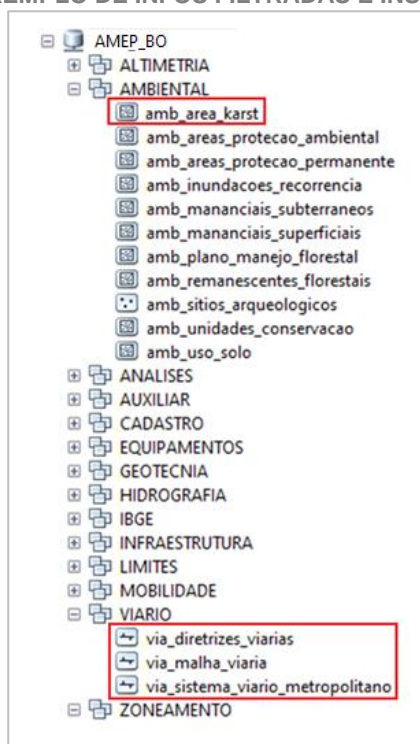 AMEP_BO
ALTIMETRIA
AMBIENTAL
amb_area_karst
amb_areas_protecao_ambiental
amb_areas_protecao_permanente
amb_inundacoes_recorrencia
amb_mananciais_subterraneos
amb_mananciais_superficiais
amb_plano_manejo_florestal
amb_remanescentes_florestais
amb_sitios_arqueologicos
amb_unidades_conservacao
amb_uso_solo
ANALISES
AUXILIAR
CADASTRO
EQUIPAMENTOS
GEOTECNIA
HIDROGRAFIA
IBGE
INFRAESTRUTURA
LIMITES
MOBILIDADE
VIARIO
via_diretrizes_viarias
via_malha_viaria
via_sistema_viario_metropolitano
ZONEAMENTO